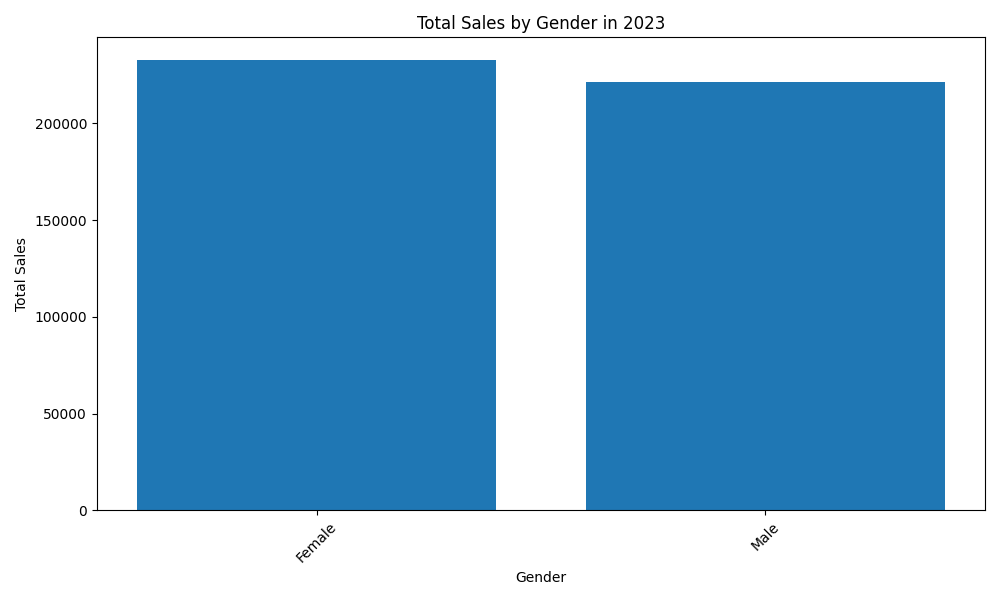 Total Sales by Gender in 2023
Total Sales
200000
150000
100000
50000
0
Female
Male
Gender